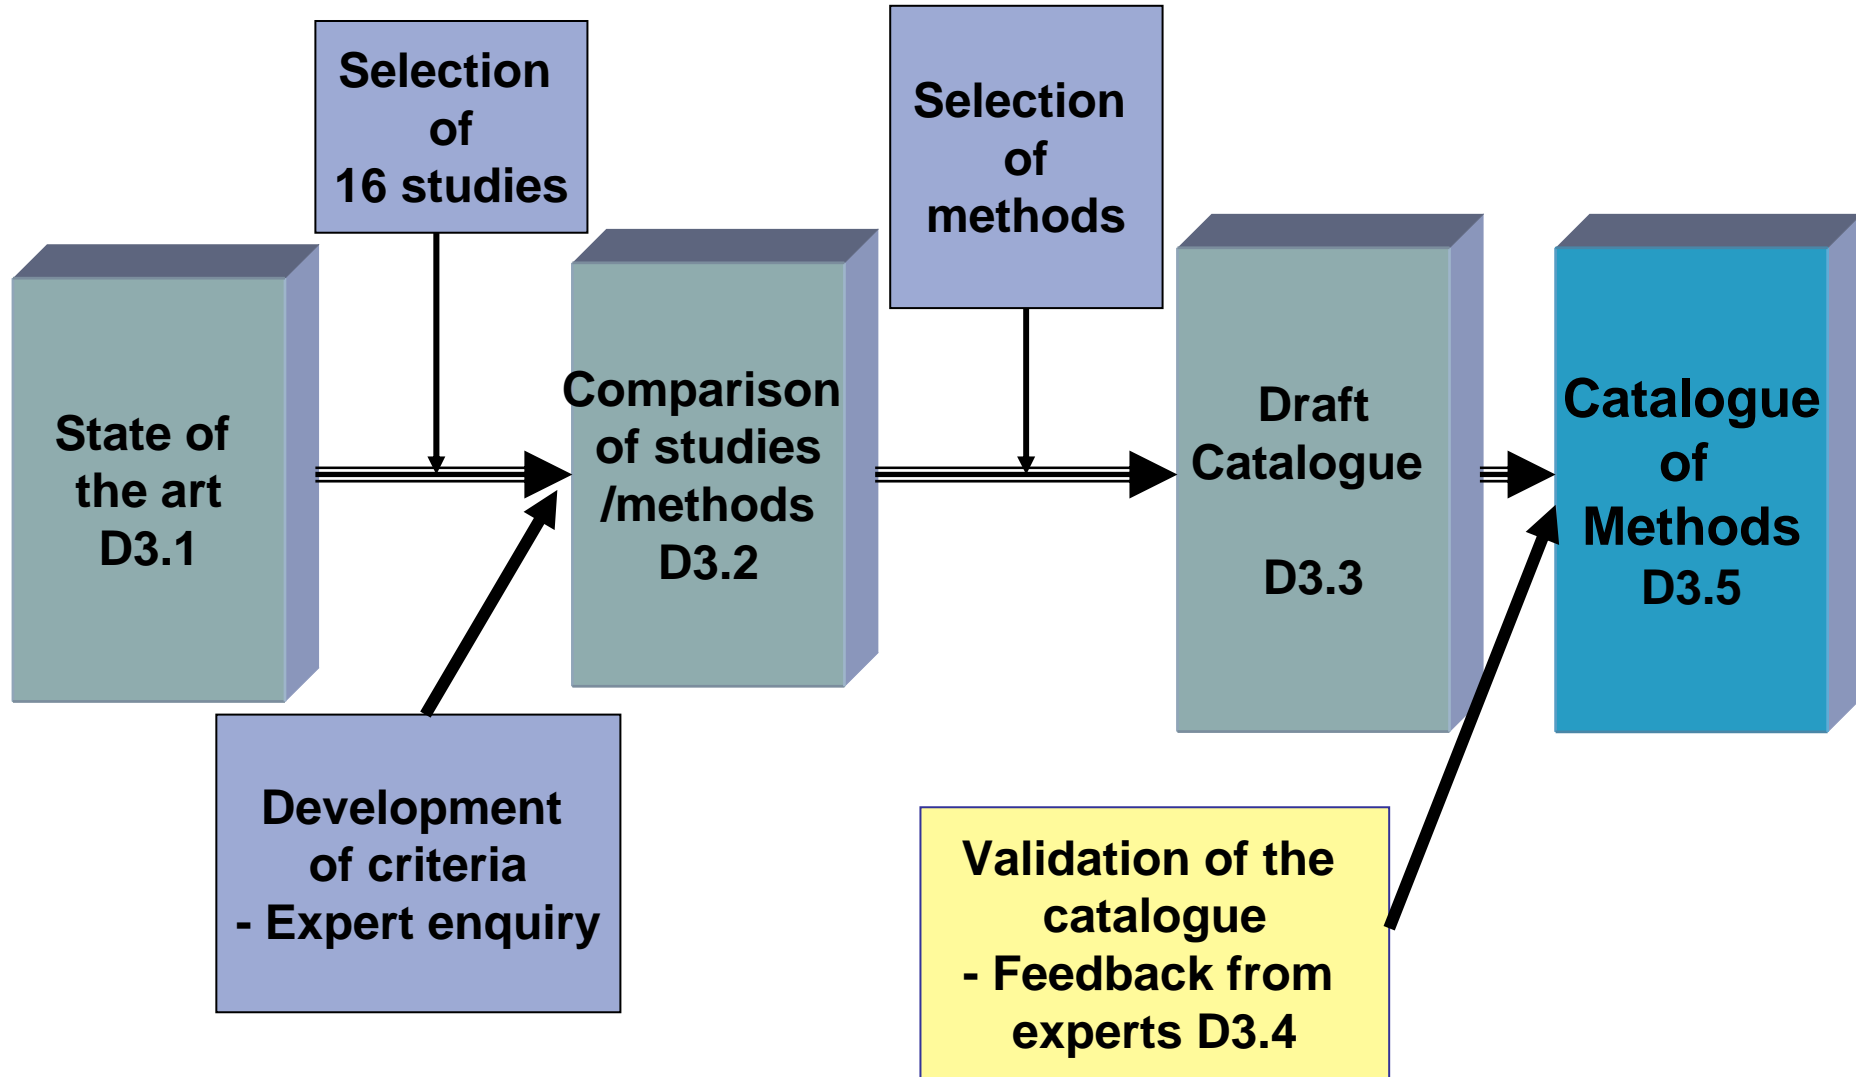 Selection
of
16 studies
Selection
of
methods
State of
the art
D3.1
Comparison
of studies
/methods
D3.2
Draft
Catalogue
D3.3
Catalogue
of
Methods
D3.5
Development
of criteria
- Expert enquiry
Validation of the
catalogue
- Feedback from
experts D3.4